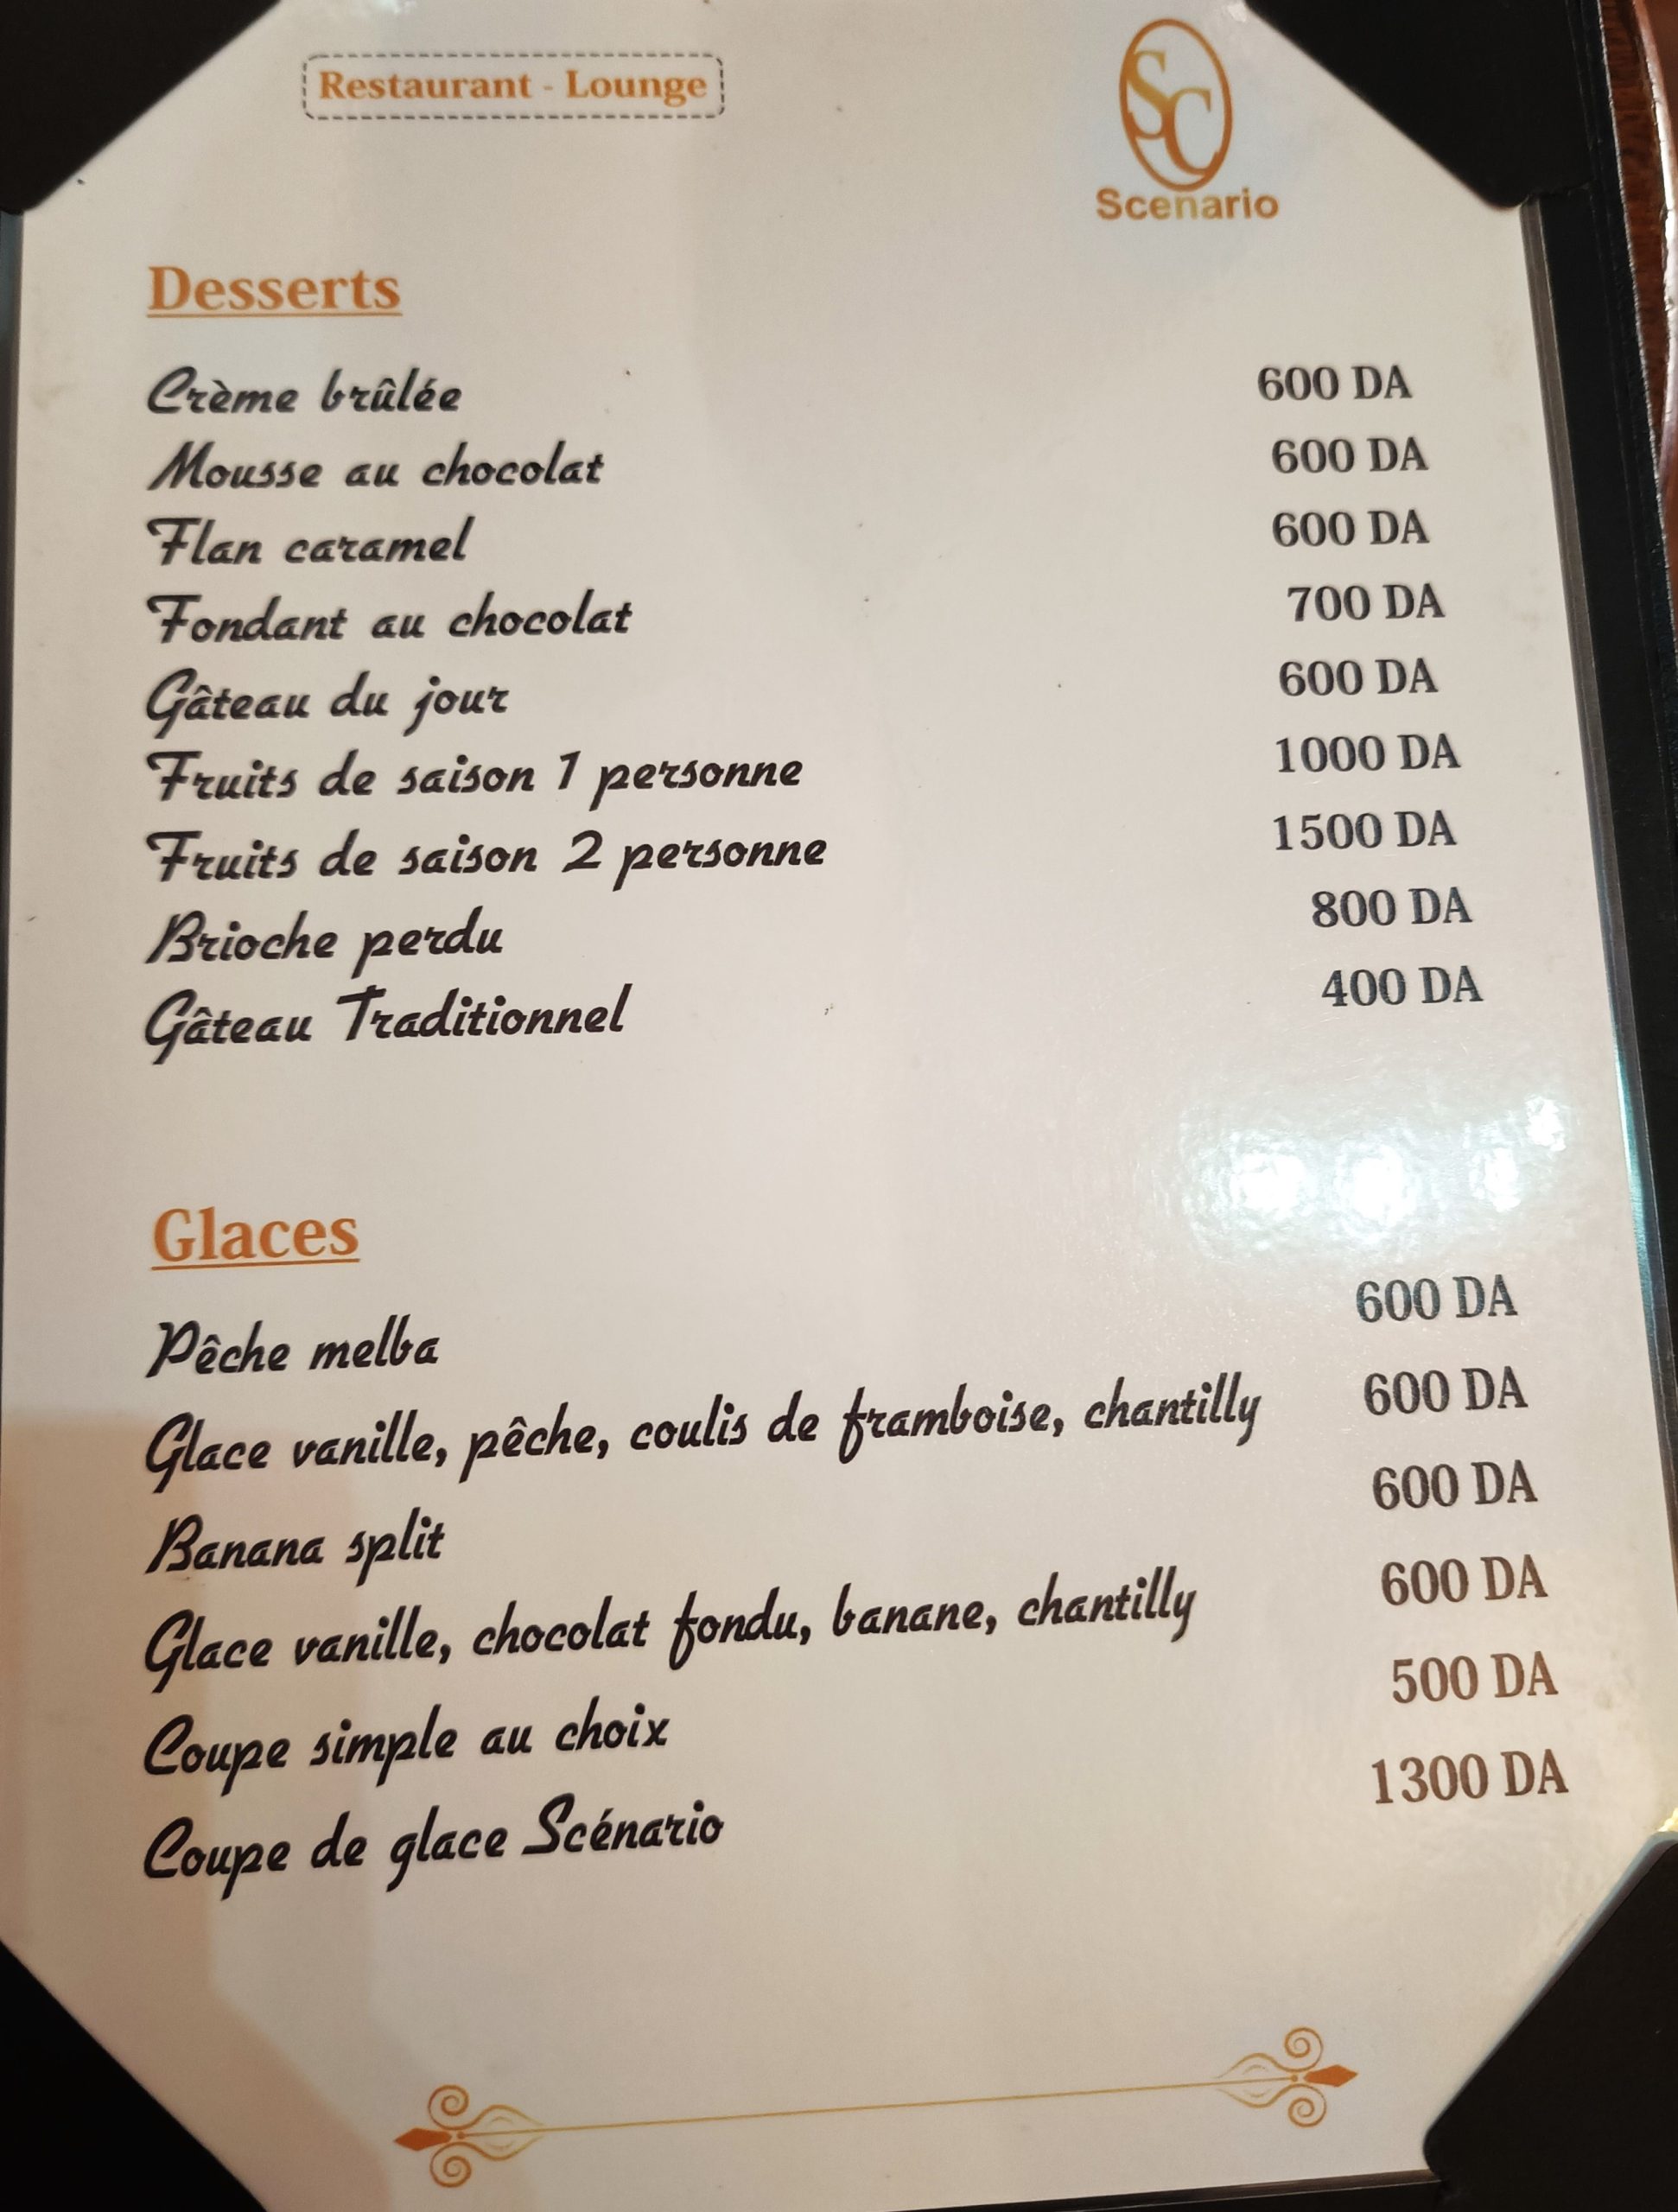 Restaurant - Lounge
SC
Scenario
Desserts
Crème brûlée 600 DA
Mousse au chocolat 600 DA
Flan caramel 600 DA
Fondant au chocolat 700 DA
Gâteau du jour 600 DA
Fruits de saison 1 personne 1000 DA
Fruits de saison 2 personne 1500 DA
Brioche perdu 800 DA
Gâteau Traditionnel 400 DA
Glaces
Pêche melba 600 DA
Glace vanille, pêche, coulis de framboise, chantilly 600 DA
Banana split 600 DA
Glace vanille, chocolat fondu, banane, chantilly 600 DA
Coupe simple au choix 500 DA
Coupe de glace Scénario 1300 DA